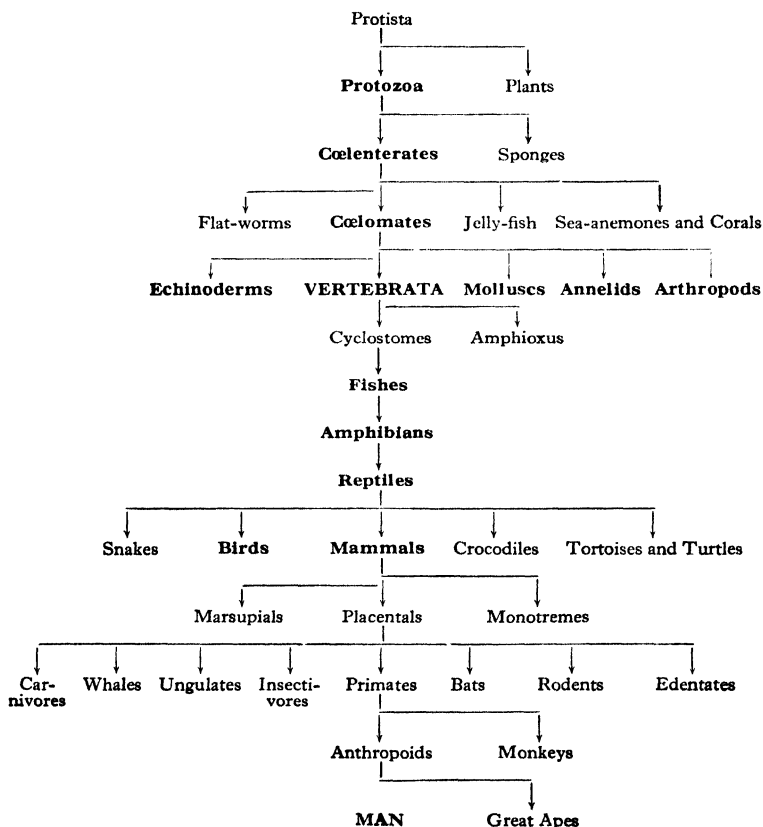 Protista
Protozoa Plants
Cœlenterates Sponges
Flat-worms Cœlomates Jelly-fish Sea-anemones and Corals
Echinoderms VERTEBRATA Molluscs Annelids Arthropods
Cyclostomes Amphioxus
Fishes
Amphibians
Reptiles
Snakes Birds Mammals Crocodiles Tortoises and Turtles
Marsupials Placentals Monotremes
Car-
nivores Whales Ungulates Insecti-
vores Primates Bats Rodents Edentates
Anthropoids Monkeys
MAN Great Apes